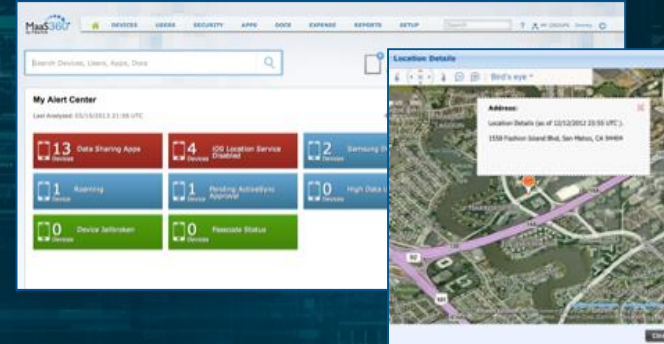 MaaS360
DEVICES USERS SECURITY APPS DOCS EXPENSE REPORTS SETUP
Search Devices, Users, Apps, Docs
My Alert Center
Last Analyzed: 03/15/2013 21:58 UTC
13 Data Sharing Apps
Devices
4 iOS Location Service Disabled
Devices
2 Samsung
Devices
1 Roaming
Devices
1 Pending ActiveSync Approval
Devices
0 High Data
Devices
0 Device Jailbroken
Devices
0 Passcode Status
Devices
Location Details
Bird's eye
Address:
Location Details (as of 12/12/2012 23:55 UTC ).
1550 Fashion Island Blvd, San Mateo, CA 94404
92
101